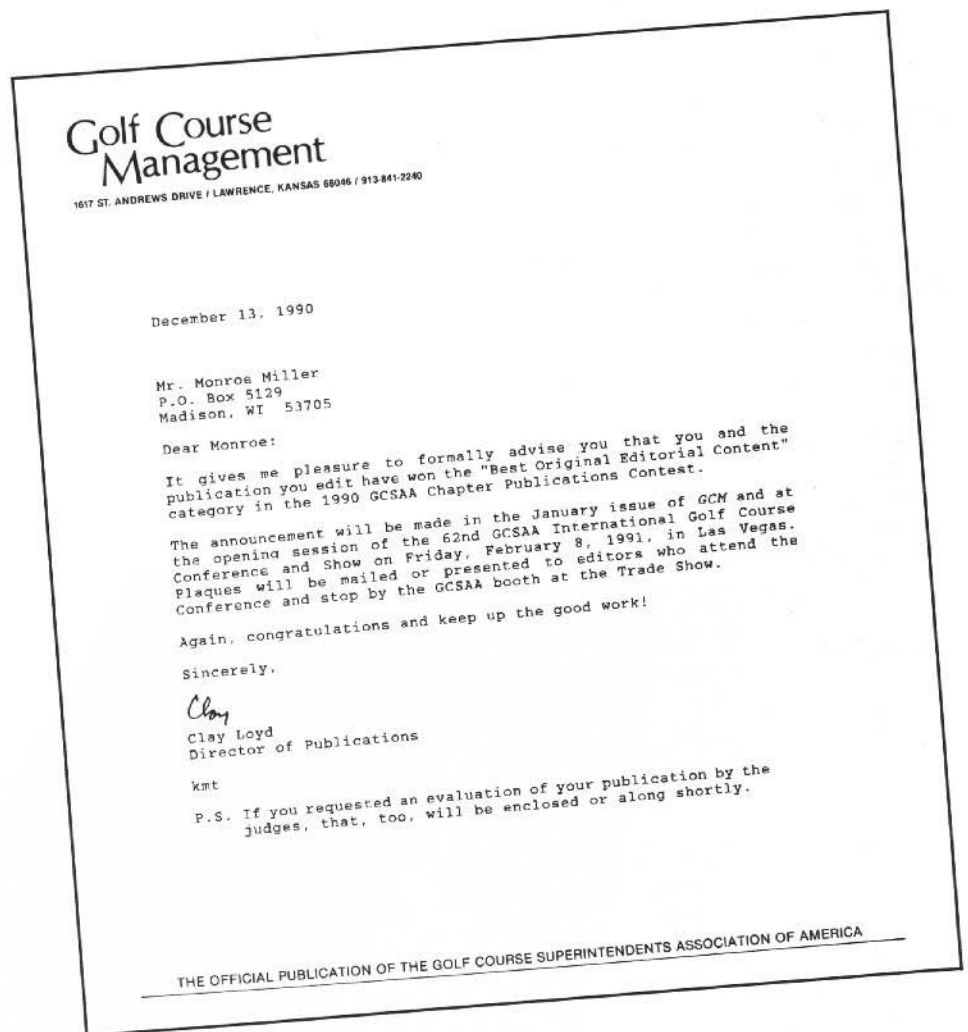 Golf Course
Management
1617 ST. ANDREWS DRIVE / LAWRENCE, KANSAS 66046 / 913-841-2240
December 13, 1990
Mr. Monroe Miller
P.O. Box 5129
Madison, WI 53705
Dear Monroe:
It gives me pleasure to formally advise you that you and the
publication you edit have won the "Best Original Editorial Content"
category in the 1990 GCSAA Chapter Publications Contest.
The announcement will be made in the January issue of GCM and at
the opening session of the 62nd GCSAA International Golf Course
Conference and Show on Friday, February 8, 1991, in Las Vegas.
Plaques will be mailed or presented to editors who attend the
Conference and stop by the GCSAA booth at the Trade Show.
Again, congratulations and keep up the good work!
Sincerely,
Clay
Clay Loyd
Director of Publications
kmt
P.S. If you requested an evaluation of your publication by the
judges, that, too, will be enclosed or along shortly.
THE OFFICIAL PUBLICATION OF THE GOLF COURSE SUPERINTENDENTS ASSOCIATION OF AMERICA